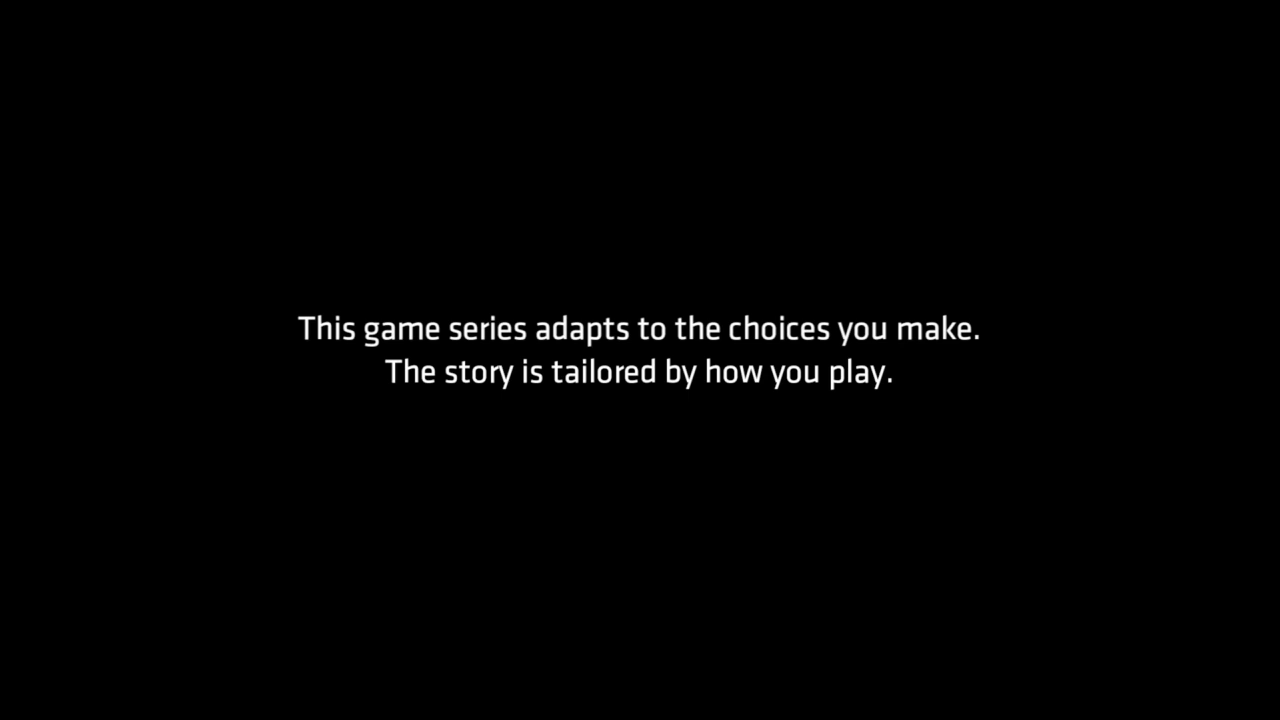 This game series adapts to the choices you make.
The story is tailored by how you play.